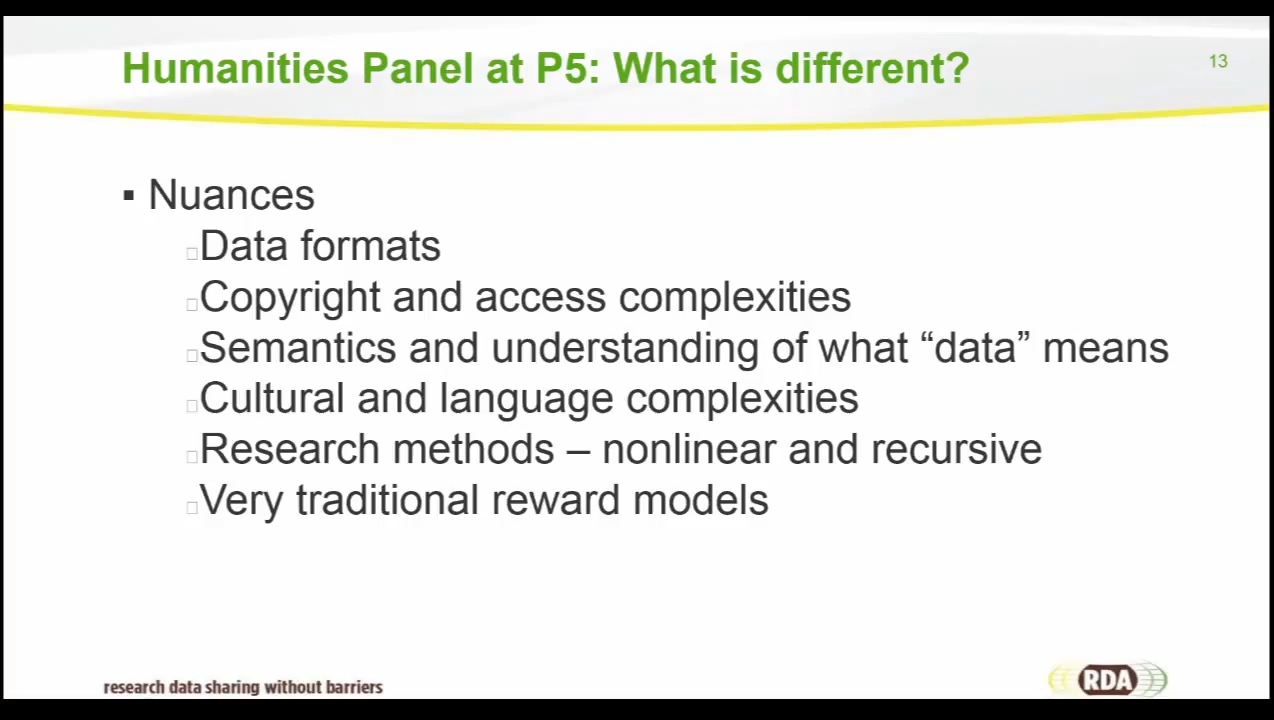 Humanities Panel at P5: What is different?
13
▪ Nuances
□Data formats
□Copyright and access complexities
□Semantics and understanding of what “data” means
□Cultural and language complexities
□Research methods – nonlinear and recursive
□Very traditional reward models
research data sharing without barriers
RDA